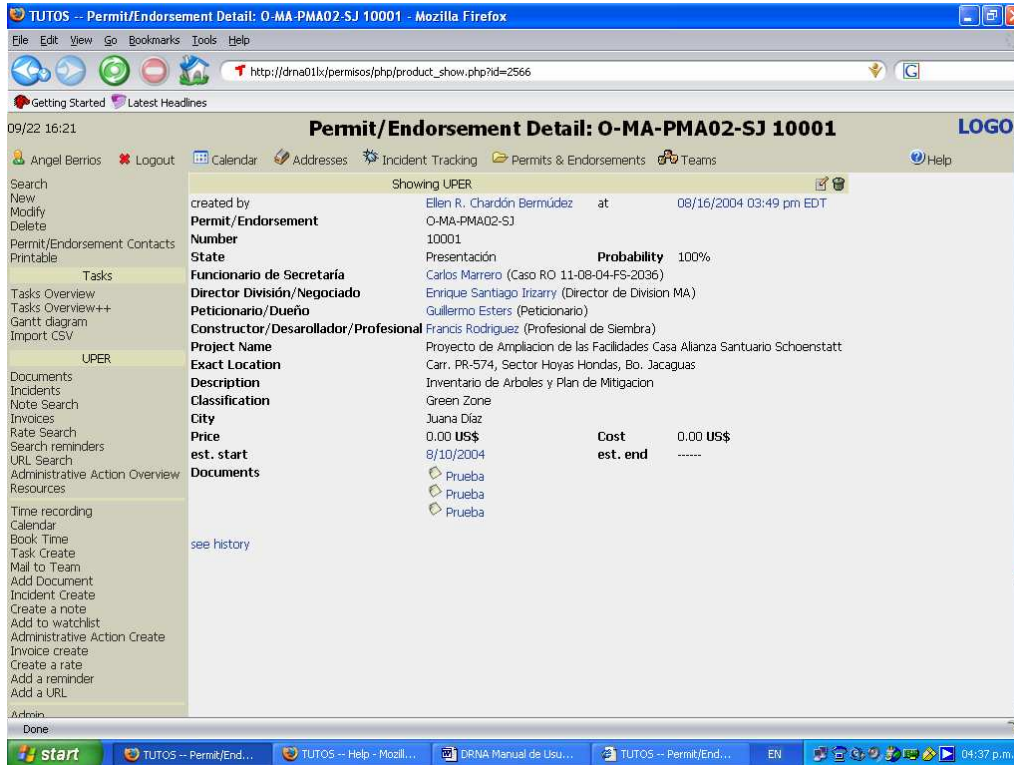 TUTOS -- Permit/Endorsement Detail: O-MA-PMA02-SJ 10001 - Mozilla Firefox
File Edit View Go Bookmarks Tools Help
http://drna01lx/permisos/php/product_show.php?id=2566
G
Getting Started Latest Headlines
09/22 16:21
Permit/Endorsement Detail: O-MA-PMA02-SJ 10001
LOGO
Angel Berrios Logout Calendar Addresses Incident Tracking Permits & Endorsements Teams Help
Search
New
Modify
Delete
Permit/Endorsement Contacts
Printable
Tasks
Tasks Overview
Tasks Overview++
Gantt diagram
Import CSV
UPER
Documents
Incidents
Note Search
Invoices
Rate Search
Search reminders
URL Search
Administrative Action Overview
Resources
Time recording
Calendar
Book Time
Task Create
Mail to Team
Add Document
Incident Create
Create a note
Add to watchlist
Administrative Action Create
Invoice create
Create a rate
Add a reminder
Add a URL
Admin
Showing UPER
created by Ellen R. Chardón Bermúdez at 08/16/2004 03:49 pm EDT
Permit/Endorsement O-MA-PMA02-SJ
Number 10001
State Presentación Probability 100%
Funcionario de Secretaría Carlos Marrero (Caso RO 11-08-04-FS-2036)
Director División/Negociado Enrique Santiago Irizarry (Director de Division MA)
Peticionario/Dueño Guillermo Esters (Peticionario)
Constructor/Desarollador/Profesional Francis Rodriguez (Profesional de Siembra)
Project Name Proyecto de Ampliacion de las Facilidades Casa Alianza Santuario Schoenstatt
Exact Location Carr. PR-574, Sector Hoyas Hondas, Bo. Jacaguas
Description Inventario de Arboles y Plan de Mitigacion
Classification Green Zone
City Juana Díaz
Price 0.00 US$ Cost 0.00 US$
est. start 8/10/2004 est. end ------
Documents Prueba
Prueba
Prueba
see history
Done
start TUTOS -- Permit/End... TUTOS -- Help - Mozill... DRNA Manual de Usu... TUTOS -- Permit/End... EN 04:37 p.m.